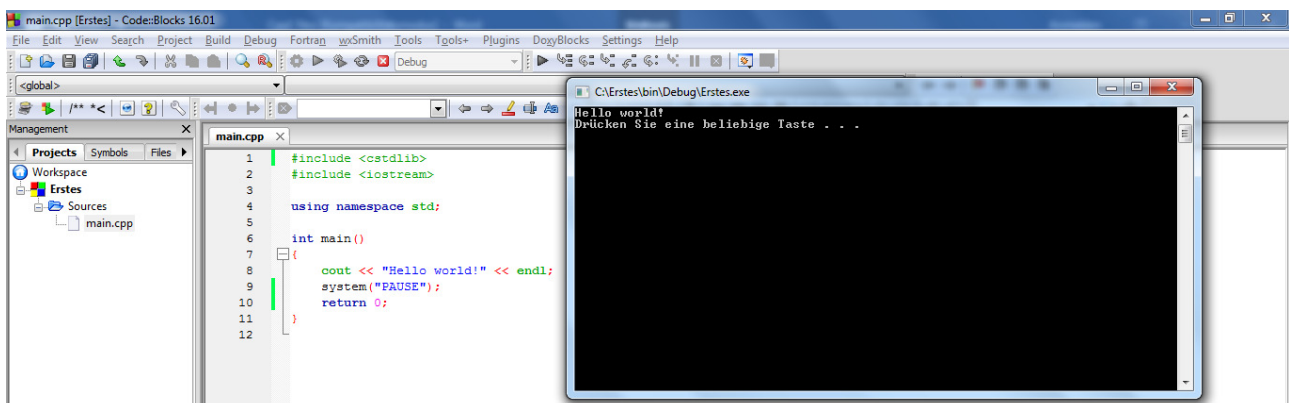 main.cpp [Erstes] - Code::Blocks 16.01
File Edit View Search Project Build Debug Fortran wxSmith Tools Tools+ Plugins DoxyBlocks Settings Help
Debug
<global>
/** *<
Management
Projects Symbols Files
Workspace
Erstes
Sources
main.cpp
main.cpp
1 #include <cstdlib>
2 #include <iostream>
3
4 using namespace std;
5
6 int main()
7 {
8 cout << "Hello world!" << endl;
9 system("PAUSE");
10 return 0;
11 }
12
C:\Erstes\bin\Debug\Erstes.exe
Hello world!
Drücken Sie eine beliebige Taste . . .